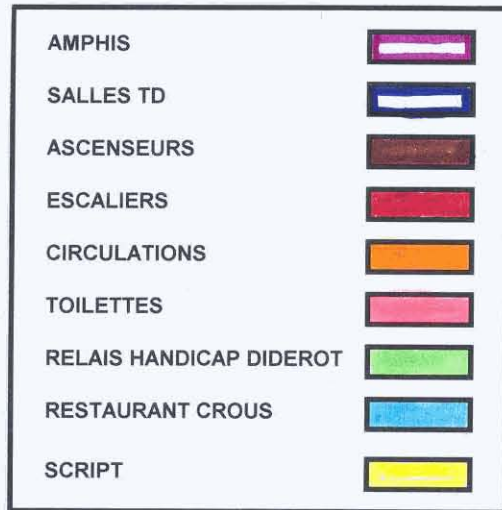 AMPHIS
SALLES TD
ASCENSEURS
ESCALIERS
CIRCULATIONS
TOILETTES
RELAIS HANDICAP DIDEROT
RESTAURANT CROUS
SCRIPT